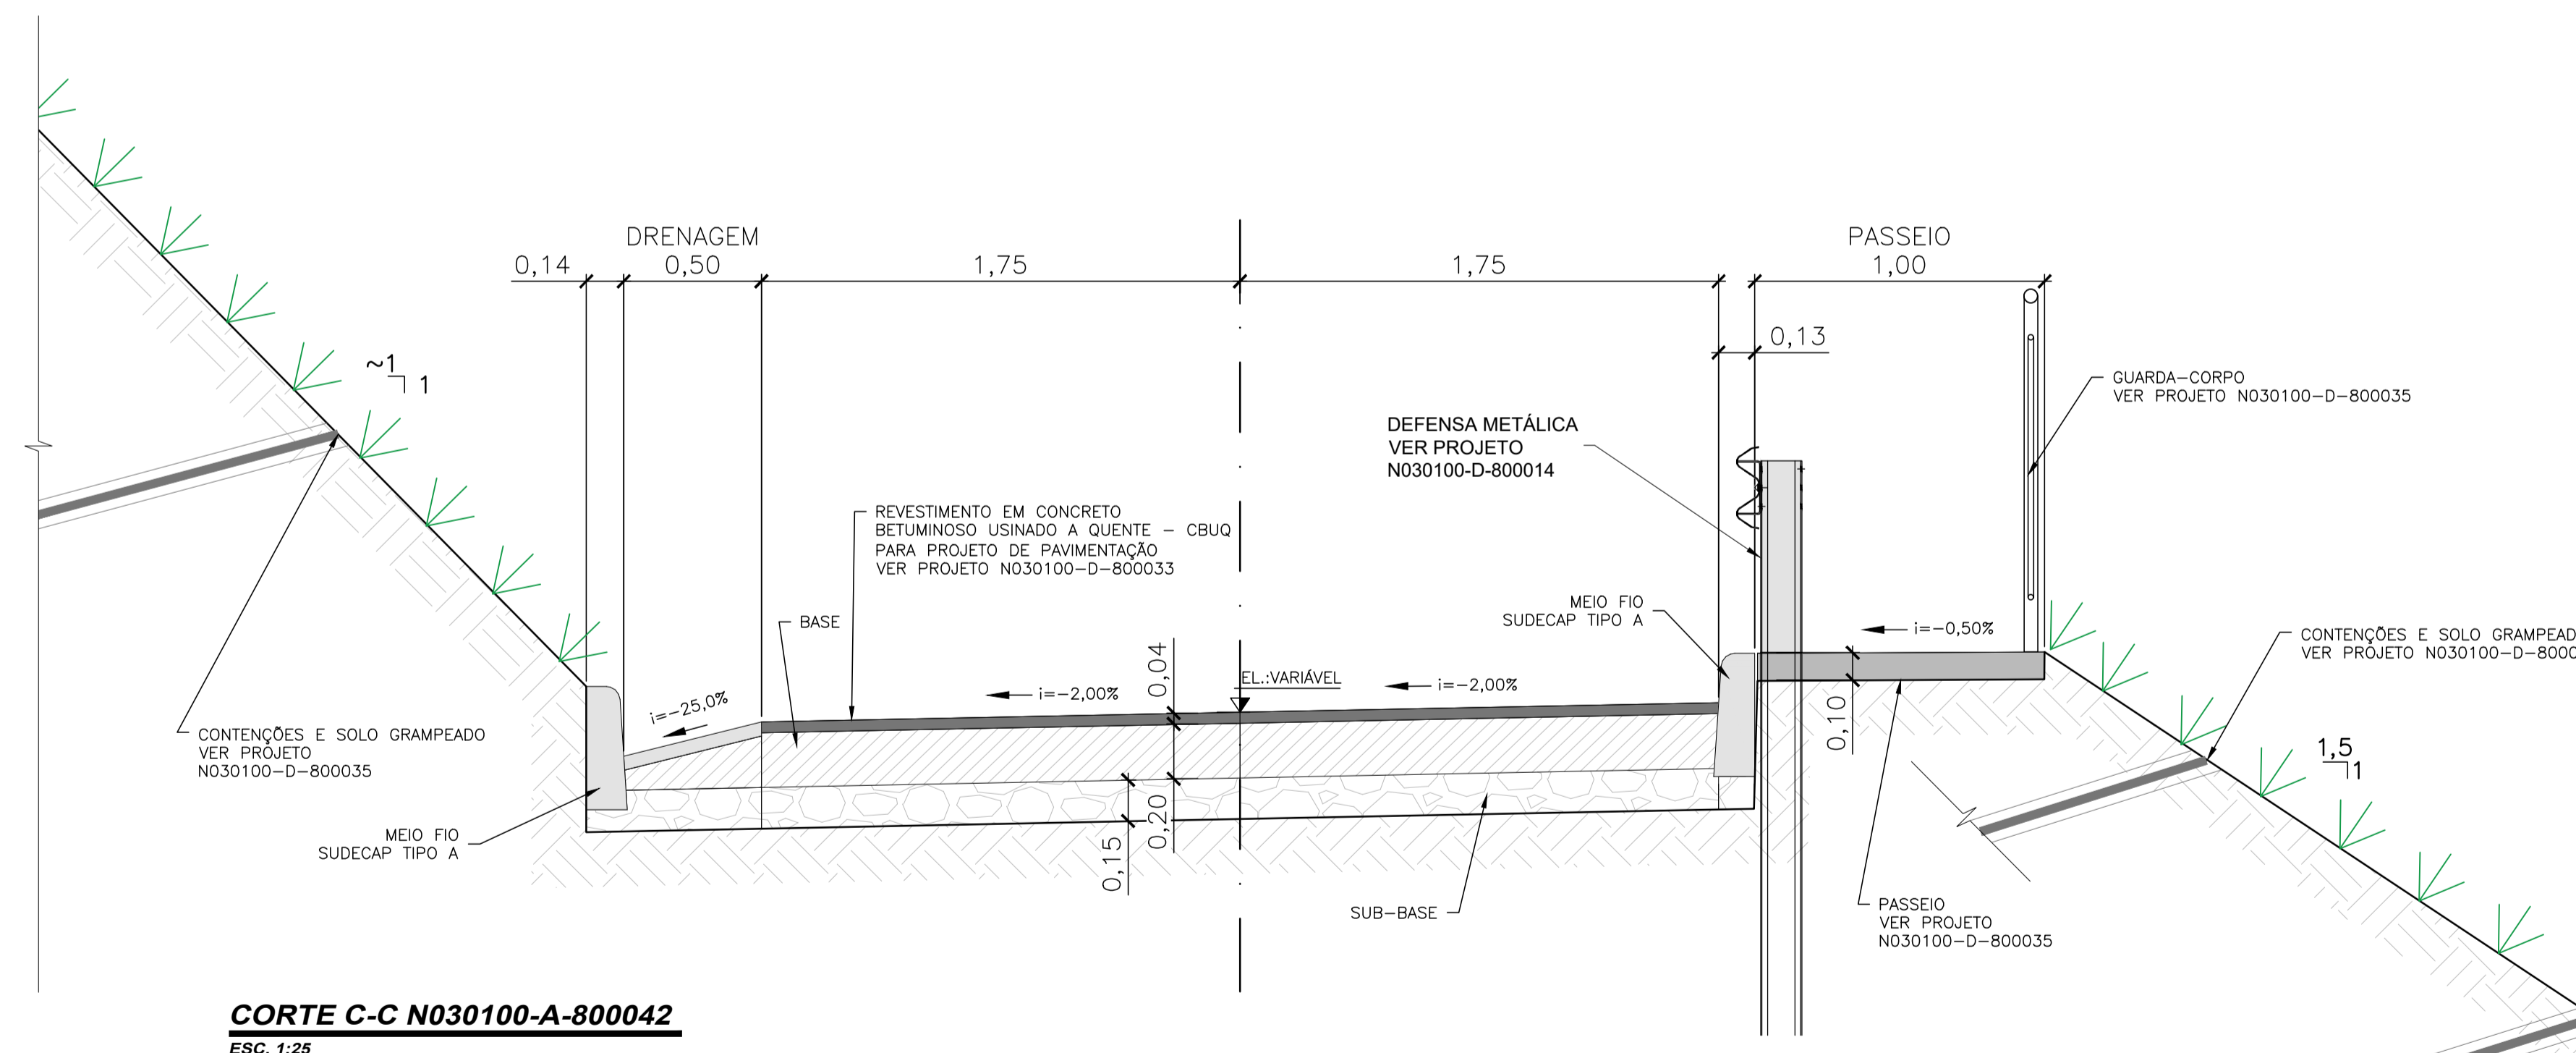 DRENAGEM
PASSEIO
0,14
0,50
1,75
1,75
1,00
0,13
~1
1
GUARDA-CORPO
VER PROJETO N030100-D-800035
DEFENSA METÁLICA
VER PROJETO
N030100-D-800014
REVESTIMENTO EM CONCRETO
BETUMINOSO USINADO A QUENTE - CBUQ
PARA PROJETO DE PAVIMENTAÇÃO
VER PROJETO N030100-D-800033
BASE
MEIO FIO
SUDECAP TIPO A
i=-0,50%
CONTENÇÕES E SOLO GRAMPEAD
VER PROJETO N030100-D-8000
0,04
EL.:VARIÁVEL
i=-25,0%
i=-2,00%
i=-2,00%
0,10
CONTENÇÕES E SOLO GRAMPEADO
VER PROJETO
N030100-D-800035
1,5
1
MEIO FIO
SUDECAP TIPO A
0,20
0,15
SUB-BASE
PASSEIO
VER PROJETO
N030100-D-800035
CORTE C-C N030100-A-800042
ESC. 1:25